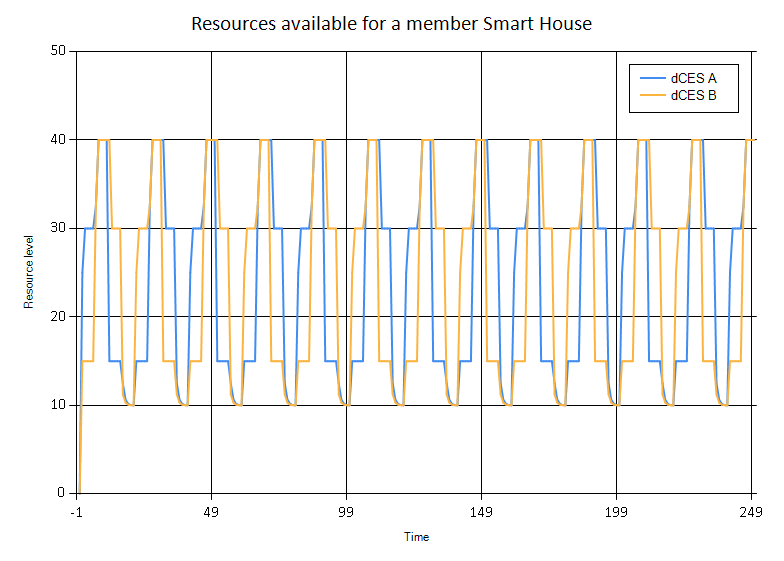 Resources available for a member Smart House
50
dCES A
dCES B
40
30
Resource level
20
10
0
-1 49 99 149 199 249
Time